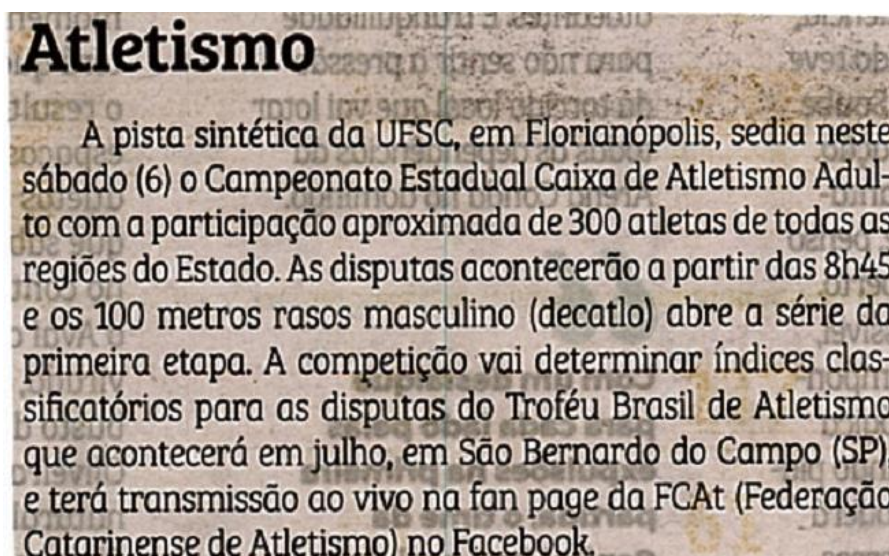 Atletismo
A pista sintética da UFSC, em Florianópolis, sedia neste
sábado (6) o Campeonato Estadual Caixa de Atletismo Adul-
to com a participação aproximada de 300 atletas de todas as
regiões do Estado. As disputas acontecerão a partir das 8h45
e os 100 metros rasos masculino (decatlo) abre a série da
primeira etapa. A competição vai determinar índices clas-
sificatórios para as disputas do Troféu Brasil de Atletismo
que acontecerá em julho, em São Bernardo do Campo (SP),
e terá transmissão ao vivo na fan page da FCAt (Federação
Catarinense de Atletismo) no Facebook.